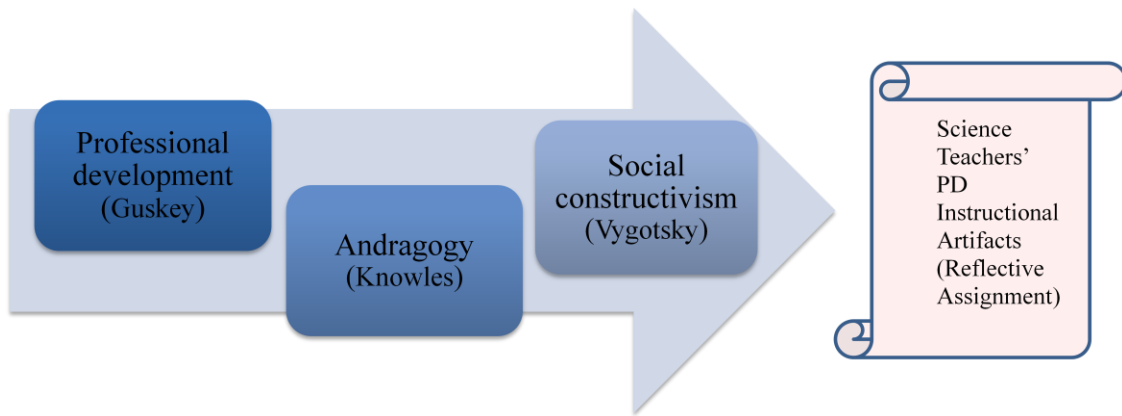 Professional
development
(Guskey)
Andragogy
(Knowles)
Social
constructivism
(Vygotsky)
Science
Teachers’
PD
Instructional
Artifacts
(Reflective
Assignment)